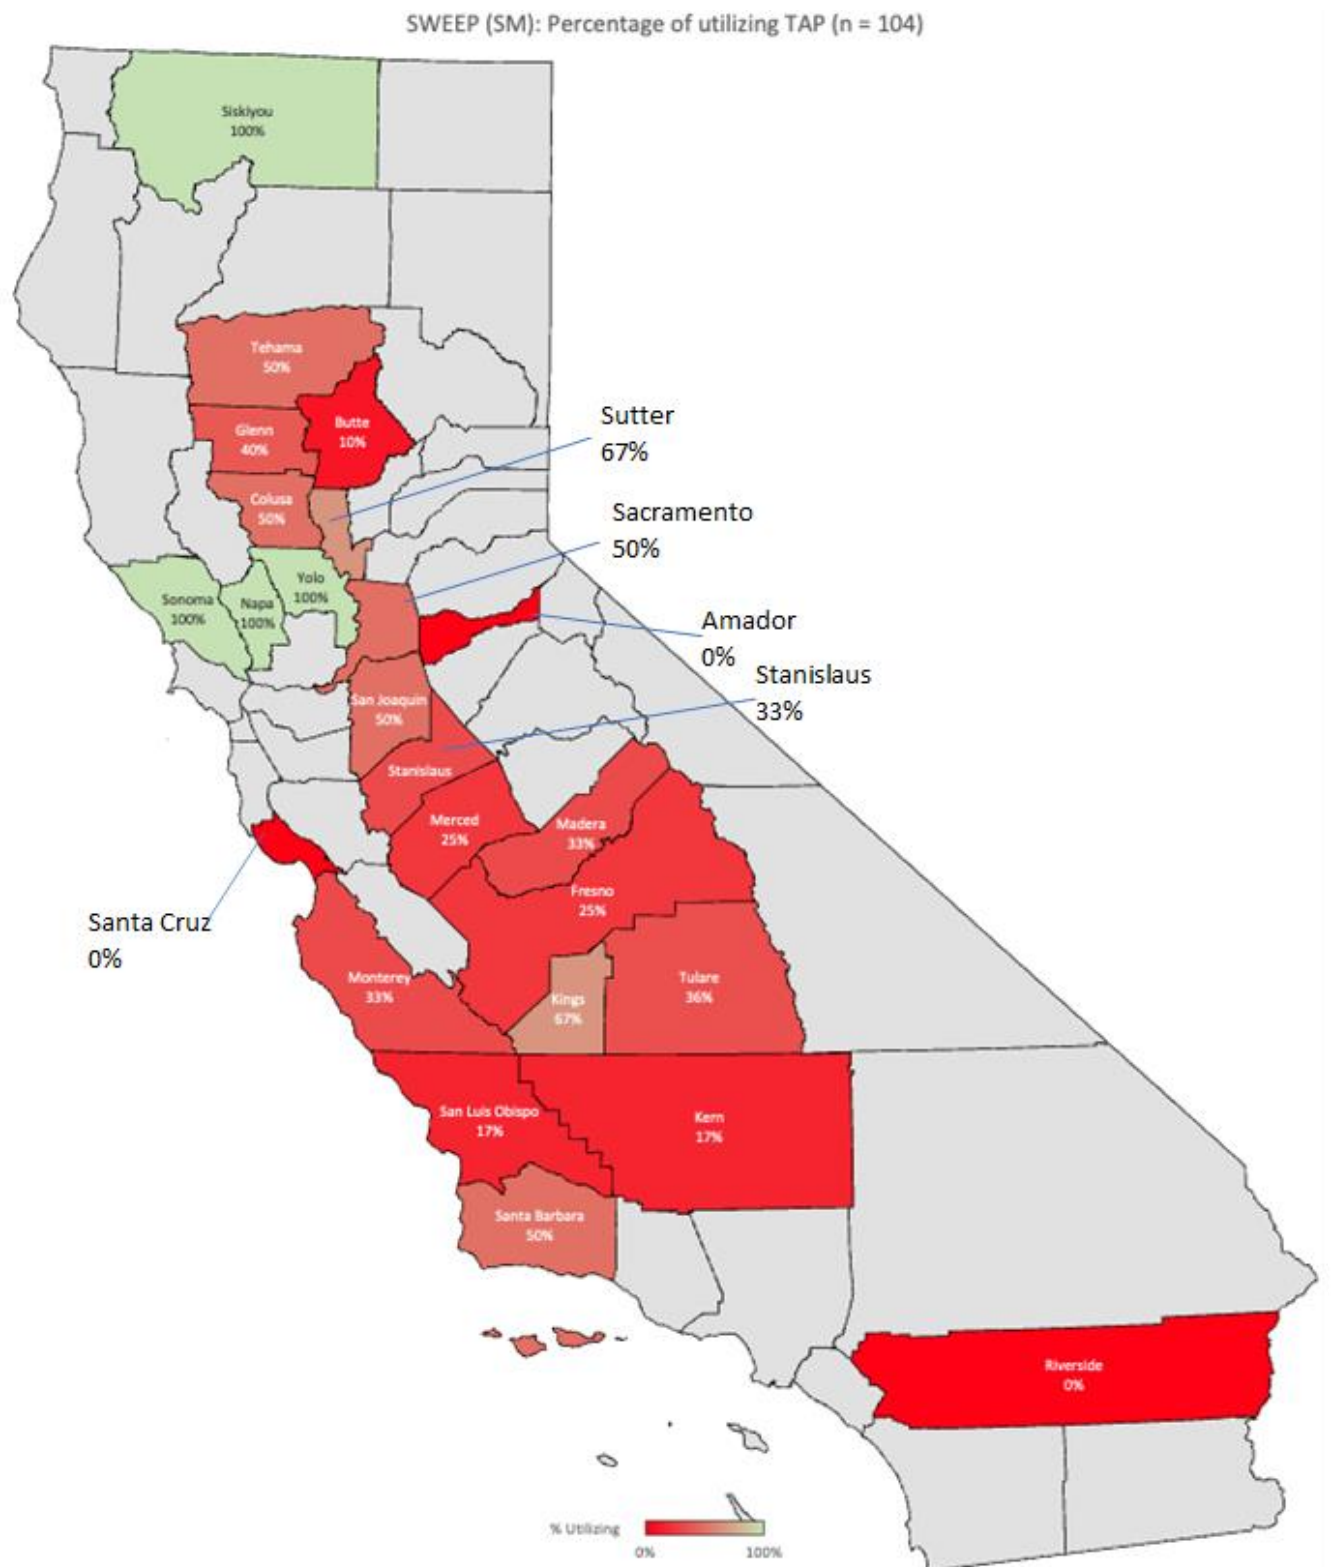 SWEEP (SM): Percentage of utilizing TAP (n = 104)
Siskiyou
100%
Tehama
50%
Butte
10%
Glenn
40%
Sutter
67%
Colusa
50%
Sacramento
50%
Yolo
100%
Sonoma
100%
Napa
100%
Amador
0%
Stanislaus
33%
San Joaquin
50%
Stanislaus
Merced
25%
Madera
33%
Fresno
25%
Santa Cruz
0%
Monterey
33%
Kings
67%
Tulare
36%
San Luis Obispo
17%
Kern
17%
Santa Barbara
50%
Riverside
0%
% Utilizing
0% 100%